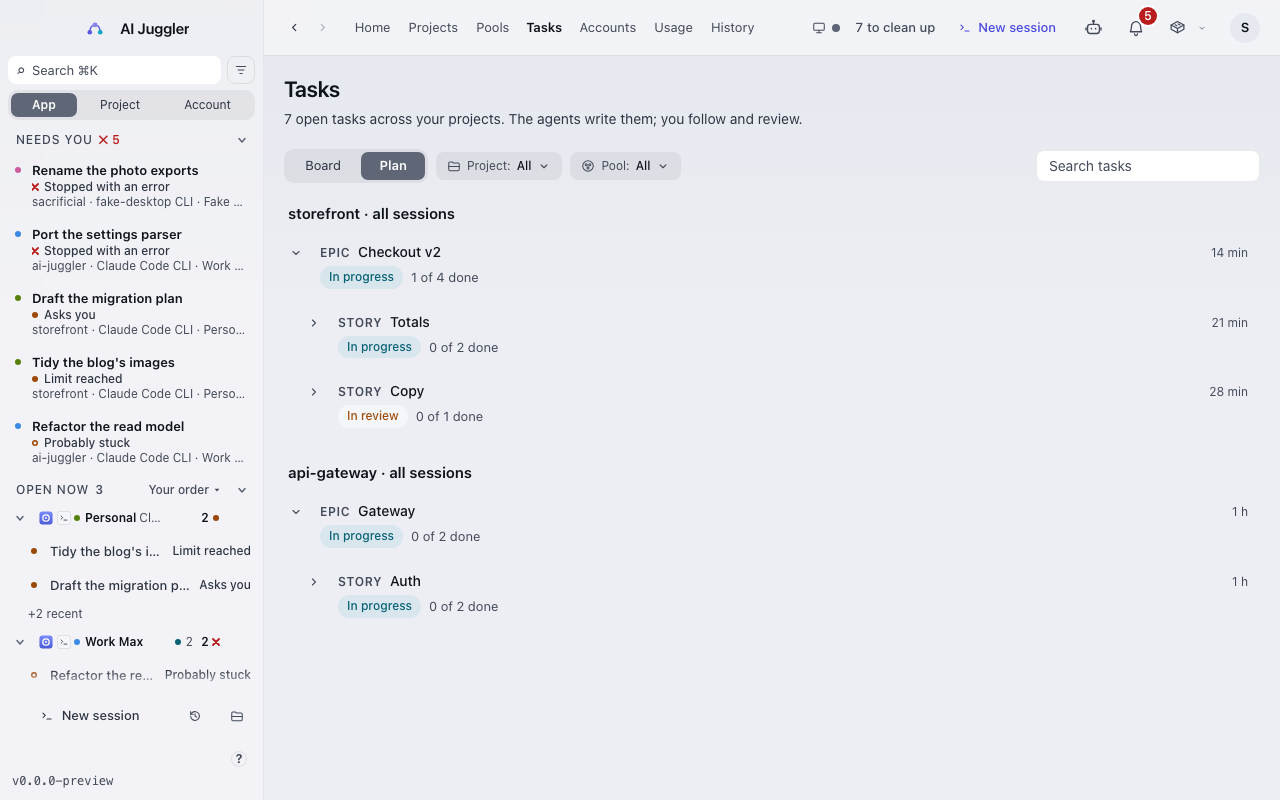 AI Juggler
Search ⌘K
App Project Account
NEEDS YOU 5
Rename the photo exports
Stopped with an error
sacrificial · fake-desktop CLI · Fake ...
Port the settings parser
Stopped with an error
ai-juggler · Claude Code CLI · Work ...
Draft the migration plan
Asks you
storefront · Claude Code CLI · Perso...
Tidy the blog's images
Limit reached
storefront · Claude Code CLI · Perso...
Refactor the read model
Probably stuck
ai-juggler · Claude Code CLI · Work ...
OPEN NOW 3 Your order
Personal Cl... 2
Tidy the blog's i... Limit reached
Draft the migration p... Asks you
+2 recent
Work Max 2 2
Refactor the re... Probably stuck
New session
?
v0.0.0-preview
Home Projects Pools Tasks Accounts Usage History 7 to clean up New session 5 S
Tasks
7 open tasks across your projects. The agents write them; you follow and review.
Board Plan Project: All Pool: All Search tasks
storefront · all sessions
EPIC Checkout v2 14 min
In progress 1 of 4 done
STORY Totals 21 min
In progress 0 of 2 done
STORY Copy 28 min
In review 0 of 1 done
api-gateway · all sessions
EPIC Gateway 1 h
In progress 0 of 2 done
STORY Auth 1 h
In progress 0 of 2 done